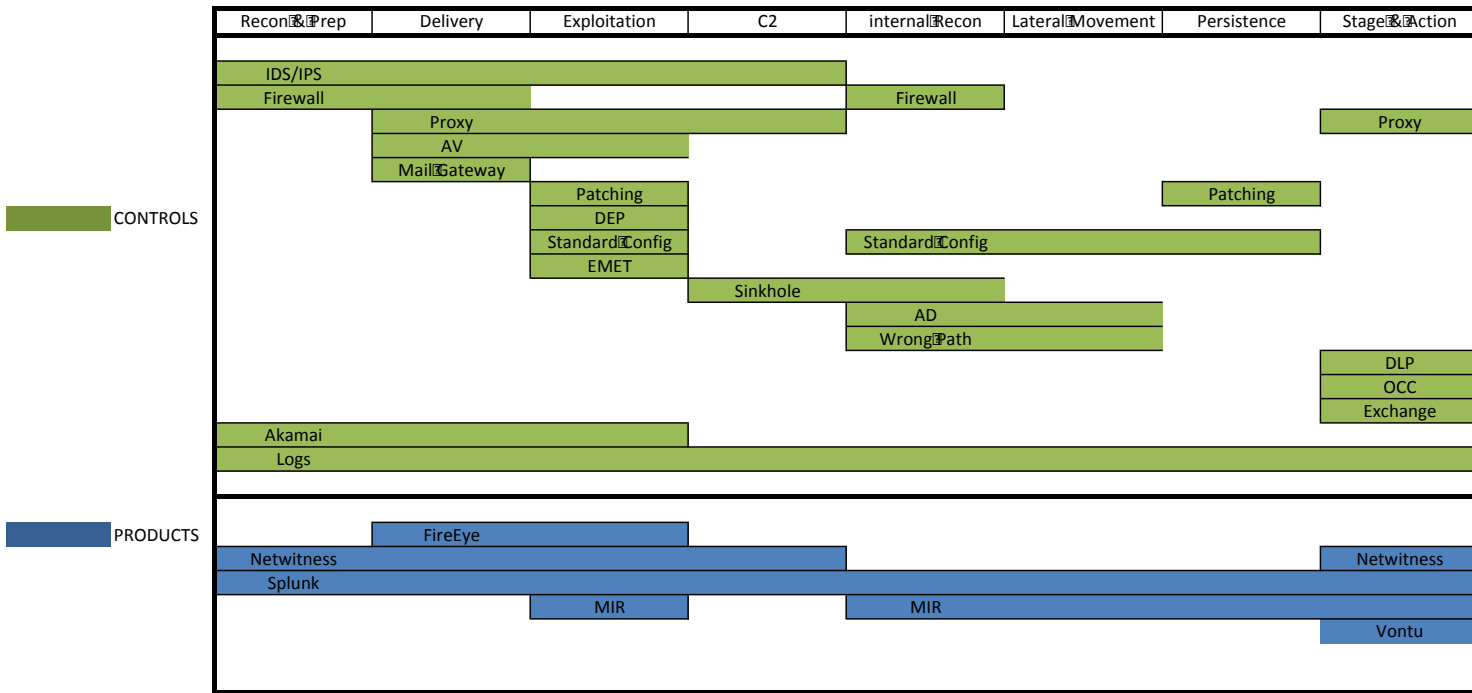 Recon & Prep Delivery Exploitation C2 internal Recon Lateral Movement Persistence Stage & Action
IDS/IPS
Firewall Firewall
Proxy Proxy
AV
Mail Gateway
Patching Patching
CONTROLS DEP
Standard Config Standard Config
EMET
Sinkhole
AD
Wrong Path
DLP
OCC
Exchange
Akamai
Logs
PRODUCTS FireEye
Netwitness Netwitness
Splunk
MIR MIR
Vontu